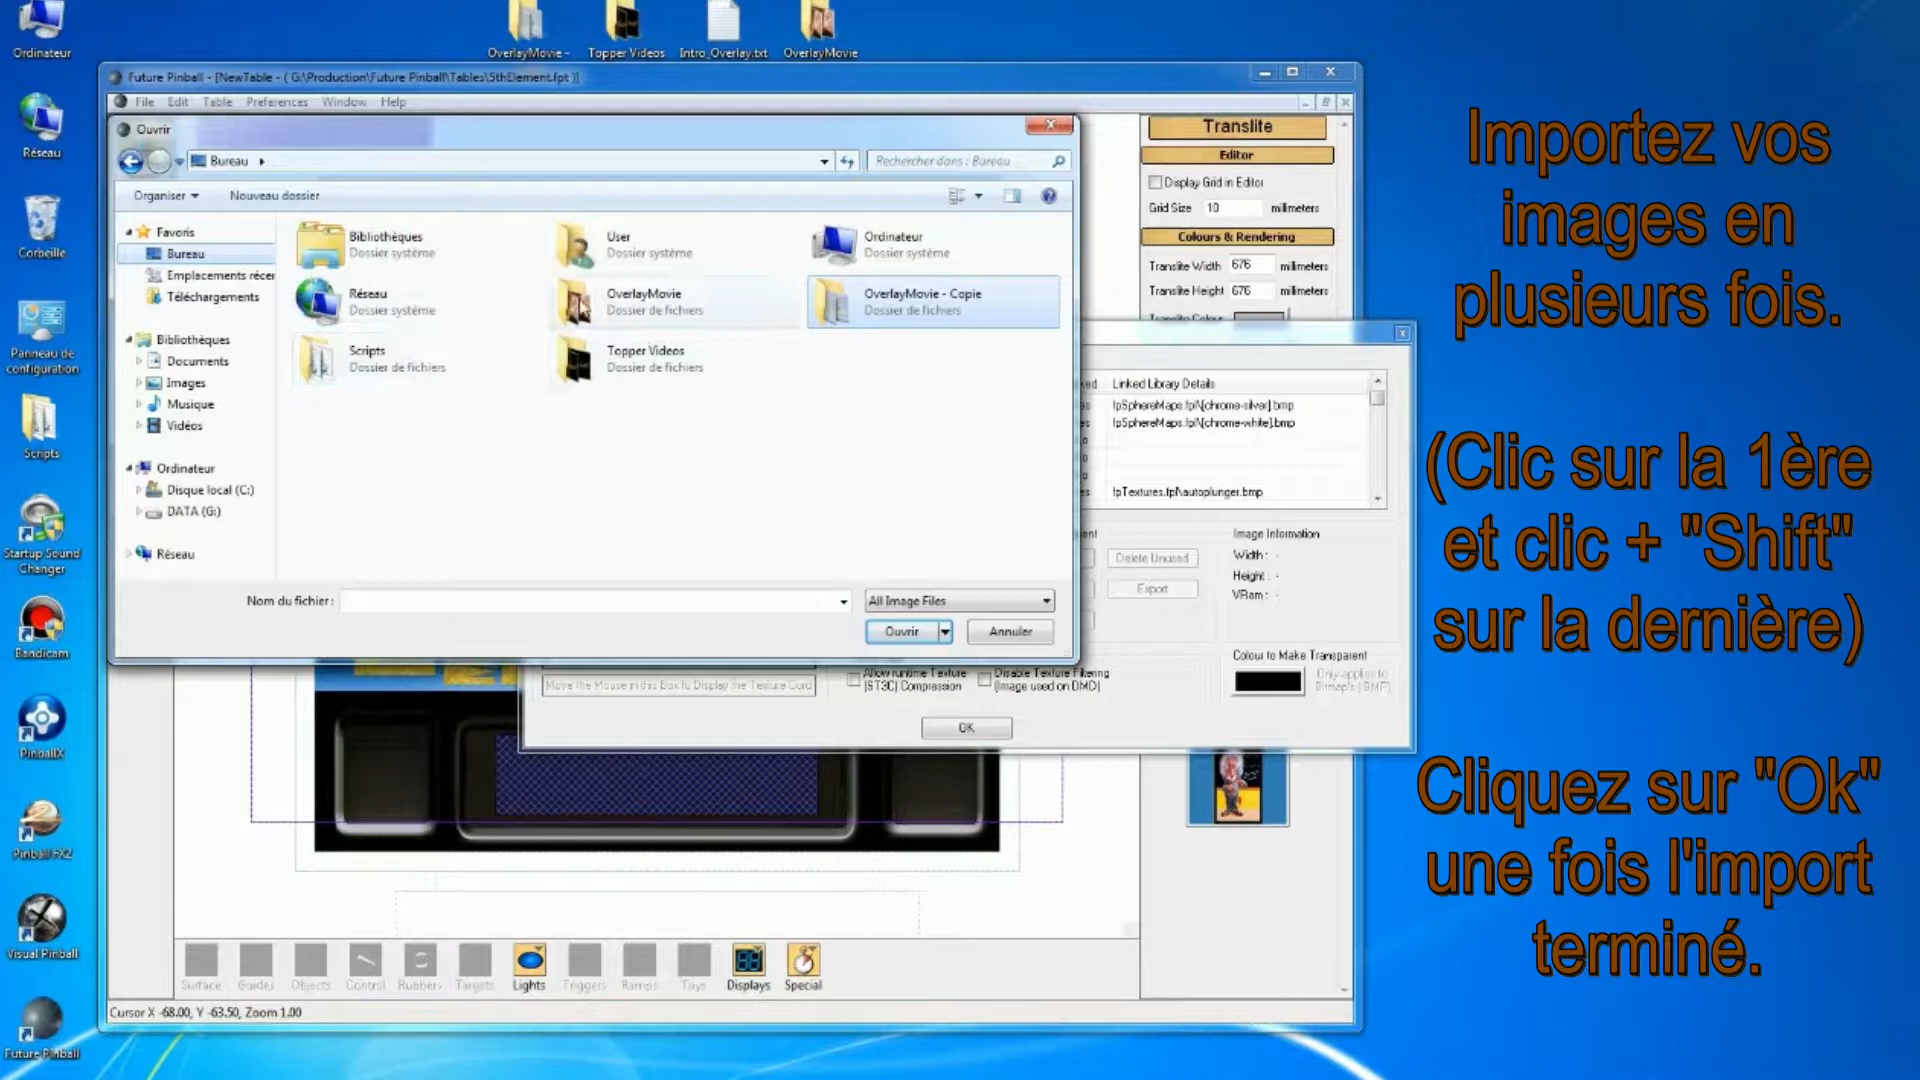 Ordinateur
OverlayMovie -
Topper Videos
Intro_Overlay.txt
OverlayMovie
Future Pinball - [NewTable - ( G:\Production\Future Pinball\Tables\5thElement.fpt )]
File Edit Table Preferences Window Help
Ouvrir
Bureau
Rechercher dans : Bureau
Organiser
Nouveau dossier
Favoris
Bureau
Emplacements récer
Téléchargements
Bibliothèques
Documents
Images
Musique
Vidéos
Ordinateur
Disque local (C:)
DATA (G:)
Réseau
Bibliothèques
Dossier système
User
Dossier système
Ordinateur
Dossier système
Réseau
Dossier système
OverlayMovie
Dossier de fichiers
OverlayMovie - Copie
Dossier de fichiers
Scripts
Dossier de fichiers
Topper Videos
Dossier de fichiers
Nom du fichier :
All Image Files
Ouvrir
Annuler
Translite
Editor
Display Grid in Editor
Grid Size 10 milimeters
Colours & Rendering
Translite Width 676 milimeters
Translite Height 676 milimeters
Linked Library Details
fpSphereMaps.fpl\[chrome-silver].bmp
fpSphereMaps.fpl\[chrome-white].bmp
fpTextures.fpl\autoplunger.bmp
Delete Unused
Export
Image Information
Width : -
Height : -
VRam : -
Move the Mouse in this Box to Display the Texture Cord
Allow runtime Texture
(ST3C) Compression
Disable Texture Filtering
(Image used on DMD)
Colour to Make Transparent
Only applies to
Bitmap's (.BMP)
OK
Surface Guides Objects Control Rubbers Targets Lights Triggers Ramps Toys Displays Special
Cursor X -68.00, Y -63.50, Zoom 1.00
Réseau
Corbeille
Panneau de
configuration
Scripts
Startup Sound
Changer
Bandicam
PinballX
Pinball FX2
Visual Pinball
Future Pinball
Importez vos
images en
plusieurs fois.
(Clic sur la 1ère
et clic + "Shift"
sur la dernière)
Cliquez sur "Ok"
une fois l'import
terminé.